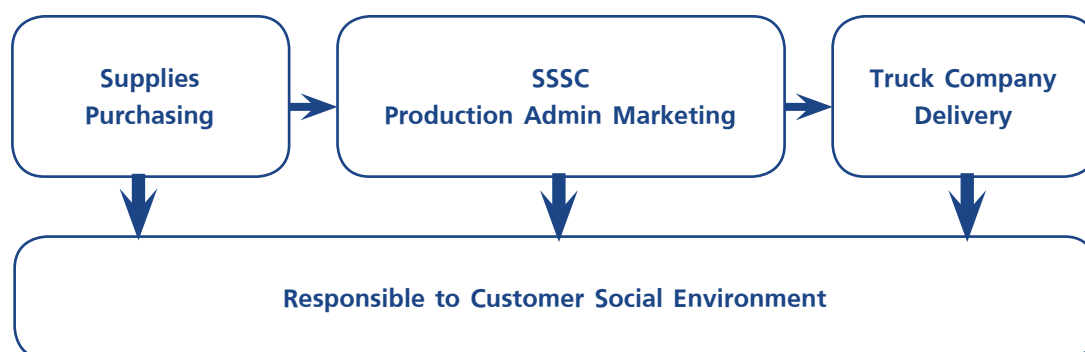 Supplies
Purchasing
SSSC
Production Admin Marketing
Truck Company
Delivery
Responsible to Customer Social Environment